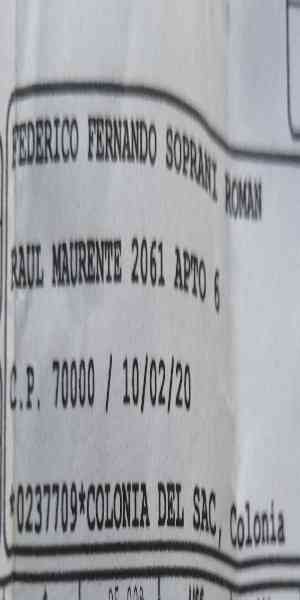 FEDERICO FERNANDO SOPRANI ROMAN
RAUL MAURENTE 2061 APTO 6
C.P. 70000 / 10/02/20
*0237709*COLONIA DEL SAC, Colonia